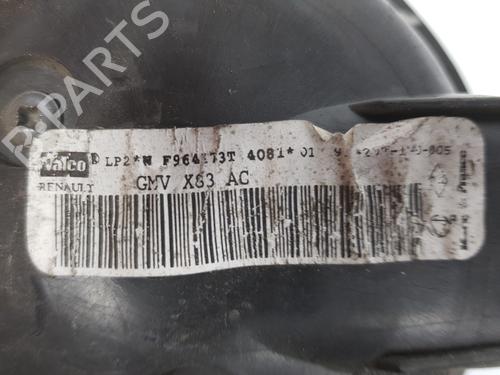 Valeo LP2*N F964173T 4081*01
RENAULT GMV X83 AC
B-PARTS